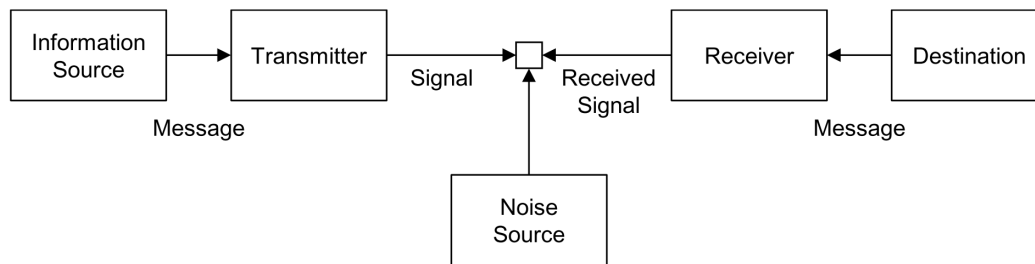 Information
Source
Transmitter
Receiver
Destination
Signal
Received
Signal
Message
Message
Noise
Source